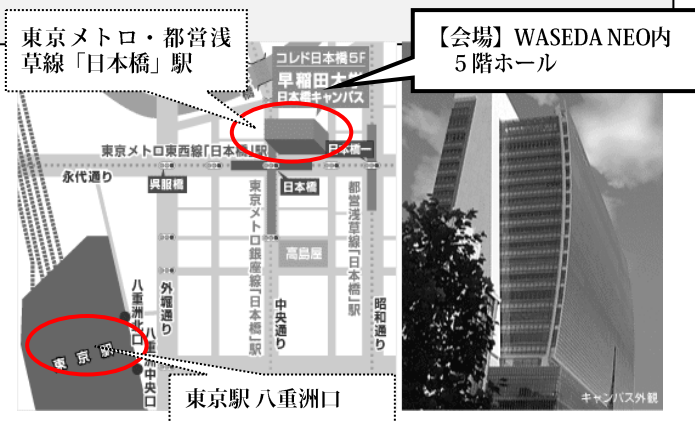 東京メトロ・都営浅
草線「日本橋」駅
【会場】WASEDA NEO内
5階ホール
コレド日本橋5F
早稲田大学
日本橋キャンパス
東京メトロ東西線「日本橋」駅
日本橋一
永代通り
呉服橋
日本橋
東京メトロ銀座線「日本橋」駅
都営浅草線「日本橋」駅
高島屋
八重洲北口
外堀通り
中央通り
昭和通り
八重洲中央口
東京駅
東京駅 八重洲口
キャンパス外観